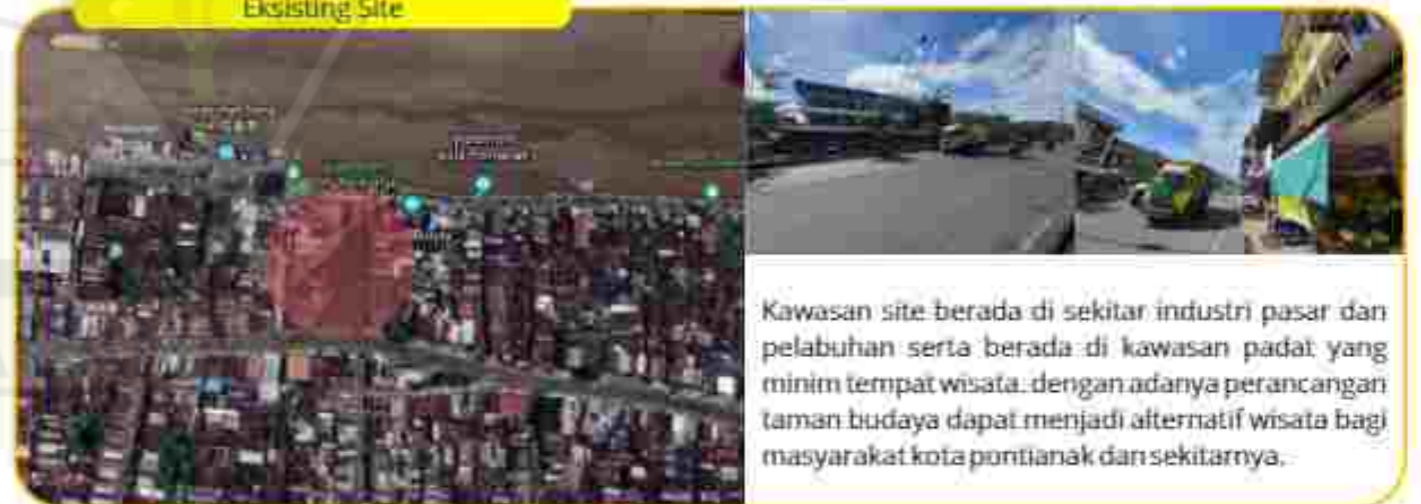 Eksisting Site
Kawasan site berada di sekitar industri pasar dan
pelabuhan serta berada di kawasan padat yang
minim tempat wisata. dengan adanya perancangan
taman budaya dapat menjadi alternatif wisata bagi
masyarakat kota pontianak dan sekitarnya.